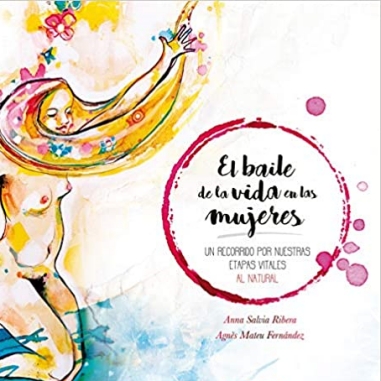 El baile
de la vida en las
mujeres
UN RECORRIDO POR NUESTRAS
ETAPAS VITALES
AL NATURAL
Anna Salvia Ribera
Agnès Mateu Fernández